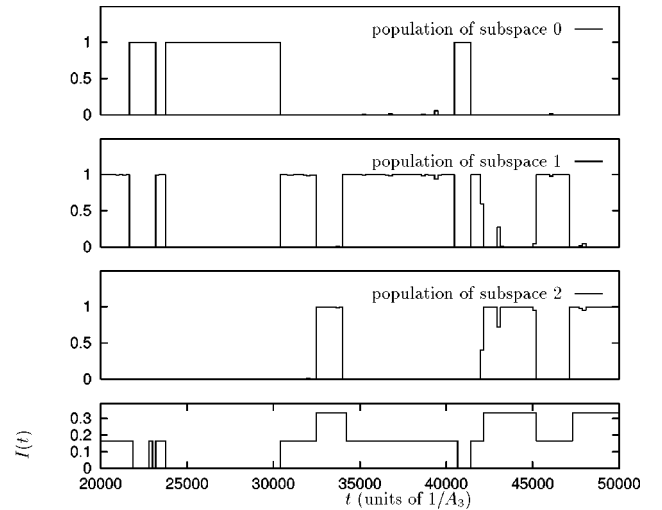 population of subspace 0
1
0.5
0
population of subspace 1
1
0.5
0
population of subspace 2
1
0.5
0
I(t)
0.3
0.2
0.1
0
20000 25000 30000 35000 40000 45000 50000
t (units of 1/A₃)